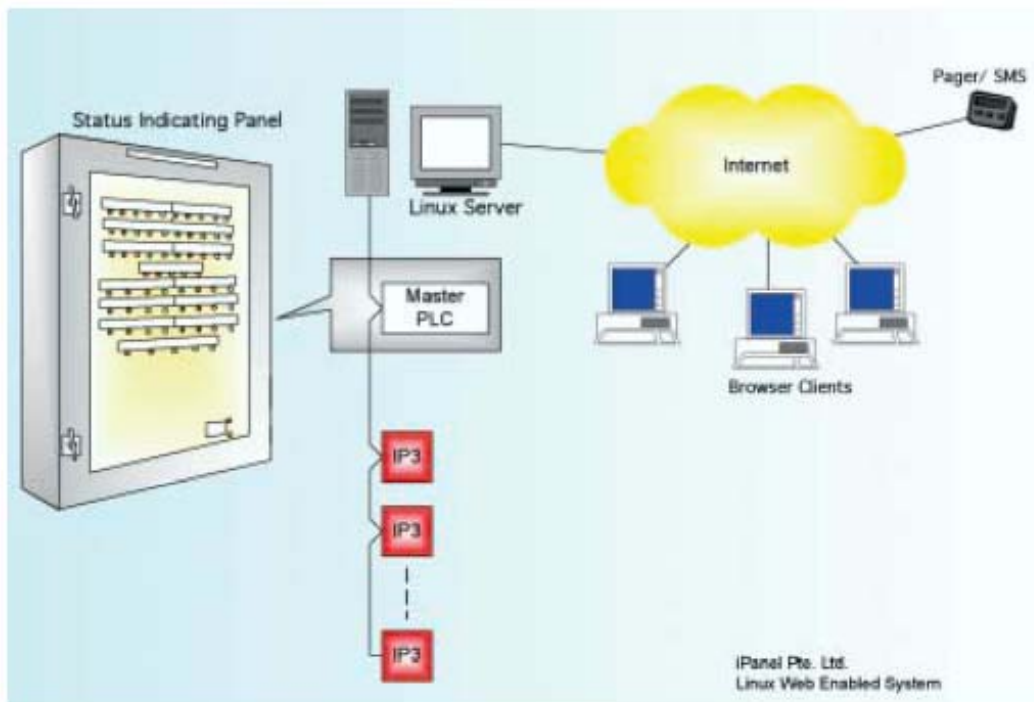 Status Indicating Panel
Linux Server
Internet
Pager/ SMS
Master
PLC
Browser Clients
IP3
IP3
IP3
iPanel Pte. Ltd.
Linux Web Enabled System